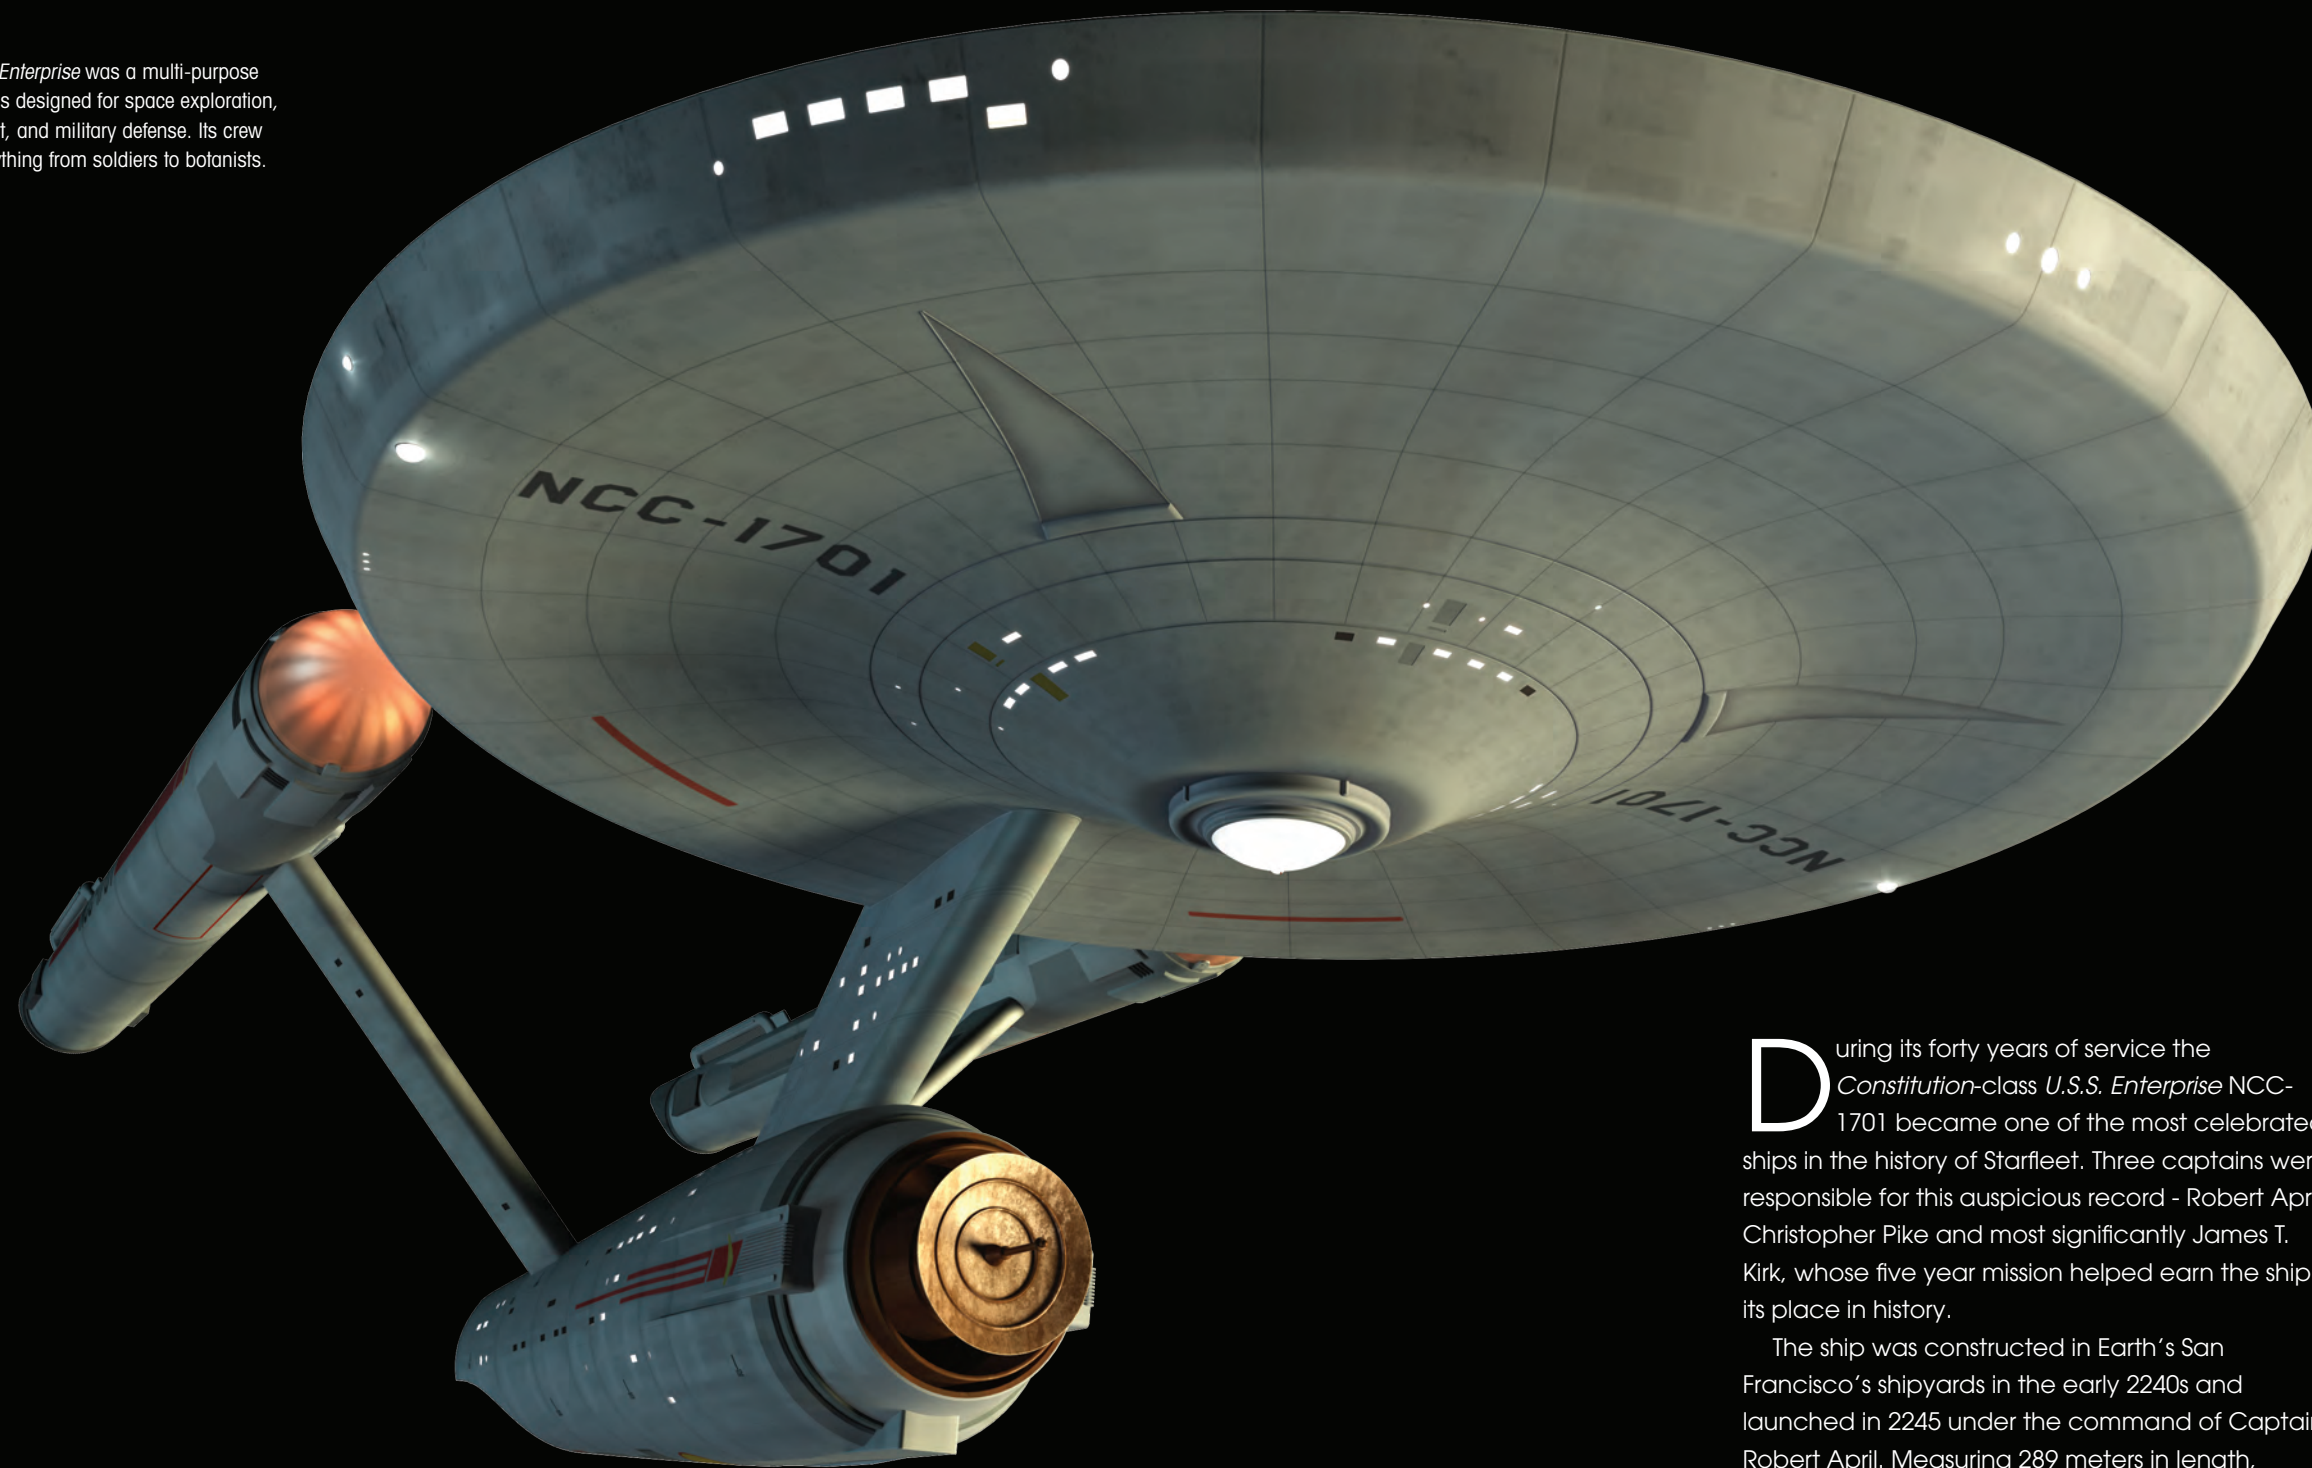 Enterprise was a multi-purpose
s designed for space exploration,
t, and military defense. Its crew
thing from soldiers to botanists.
NCC-1701
NCC-1701
During its forty years of service the
Constitution-class U.S.S. Enterprise NCC-
1701 became one of the most celebrated
ships in the history of Starfleet. Three captains wer
responsible for this auspicious record - Robert Apr
Christopher Pike and most significantly James T.
Kirk, whose five year mission helped earn the ship
its place in history.
The ship was constructed in Earth's San
Francisco's shipyards in the early 2240s and
launched in 2245 under the command of Captain
Robert April. Measuring 289 meters in length,